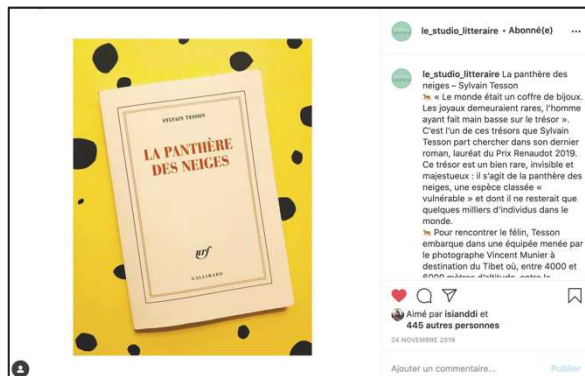 SYLVAIN TESSON
LA PANTHÈRE
DES NEIGES
nrf
GALLIMARD
le_studio_litteraire • Abonné(e)
le_studio_litteraire La panthère des
neiges – Sylvain Tesson
« Le monde était un coffre de bijoux.
Les joyaux demeuraient rares, l'homme
ayant fait main basse sur le trésor ».
C'est l'un de ces trésors que Sylvain
Tesson part chercher dans son dernier
roman, lauréat du Prix Renaudot 2019.
Ce trésor est un bien rare, invisible et
majestueux : il s'agit de la panthère des
neiges, une espèce classée «
vulnérable » et dont il ne resterait que
quelques milliers d'individus dans le
monde.
Pour rencontrer le félin, Tesson
embarque dans une équipée menée par
le photographe Vincent Munier à
destination du Tibet où, entre 4000 et
6000 mètres d'altitude, entre le
Aimé par isianddi et
445 autres personnes
24 NOVEMBRE 2019
Ajouter un commentaire... Publier